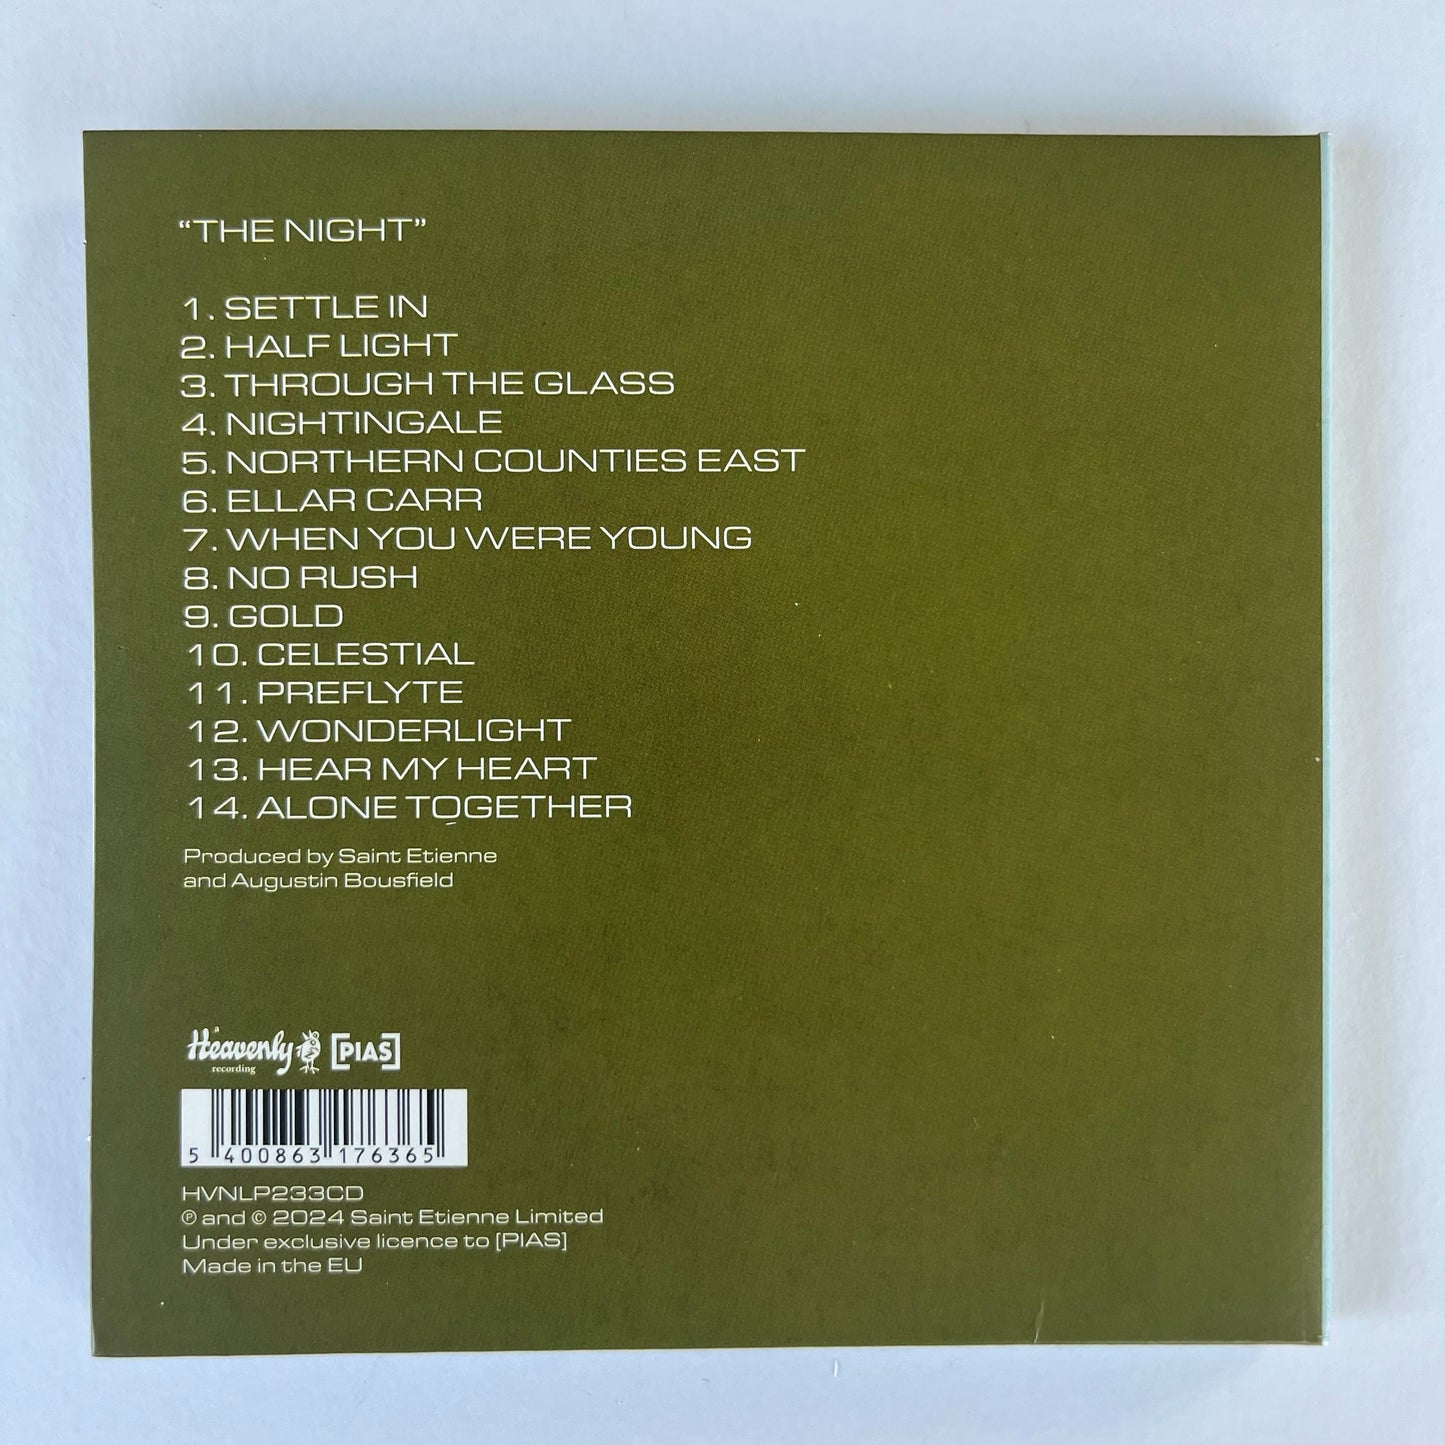 “THE NIGHT”
1. SETTLE IN
2. HALF LIGHT
3. THROUGH THE GLASS
4. NIGHTINGALE
5. NORTHERN COUNTIES EAST
6. ELLAR CARR
7. WHEN YOU WERE YOUNG
8. NO RUSH
9. GOLD
10. CELESTIAL
11. PREFLYTE
12. WONDERLIGHT
13. HEAR MY HEART
14. ALONE TOGETHER
Produced by Saint Etienne
and Augustin Bousfield
a
Heavenly
recording
[PIAS]
5 400863 176365
HVNLP233CD
℗ and © 2024 Saint Etienne Limited
Under exclusive licence to [PIAS]
Made in the EU